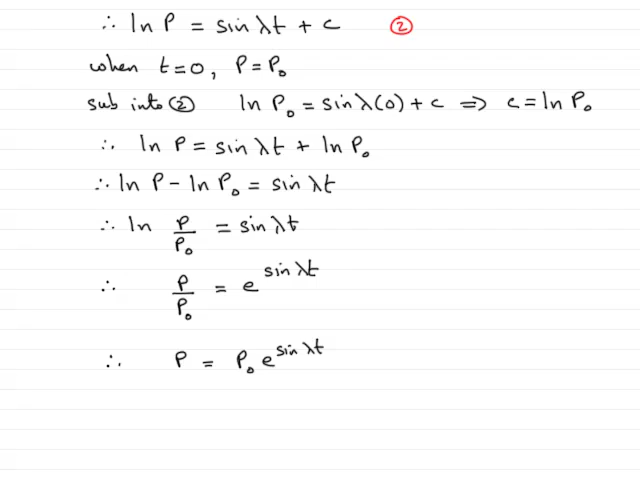 ∴ ln P = sin λt + c ②
when t=0, P=P₀
sub into ② ln P₀ = sin λ(0) + c ⇒ c = ln P₀
∴ ln P = sin λt + ln P₀
∴ ln P − ln P₀ = sin λt
∴ ln P/P₀ = sin λt
∴ P/P₀ = e^(sin λt)
∴ P = P₀ e^(sin λt)